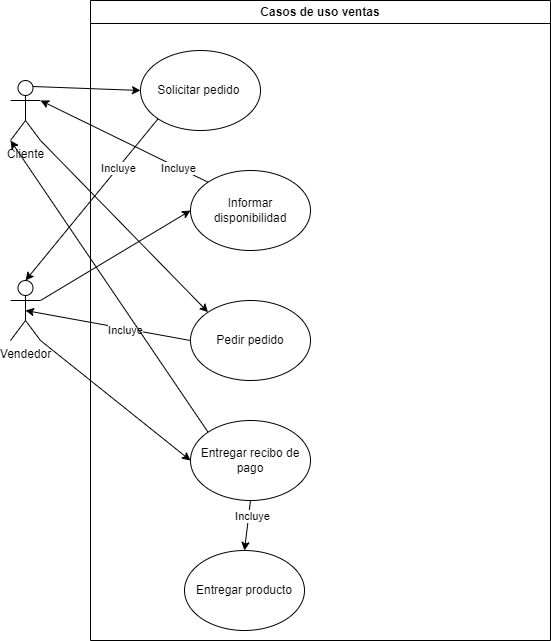 Casos de uso ventas
Solicitar pedido
Cliente
Incluye
Incluye
Informar
disponibilidad
Vendedor
Incluye
Pedir pedido
Entregar recibo de
pago
Incluye
Entregar producto